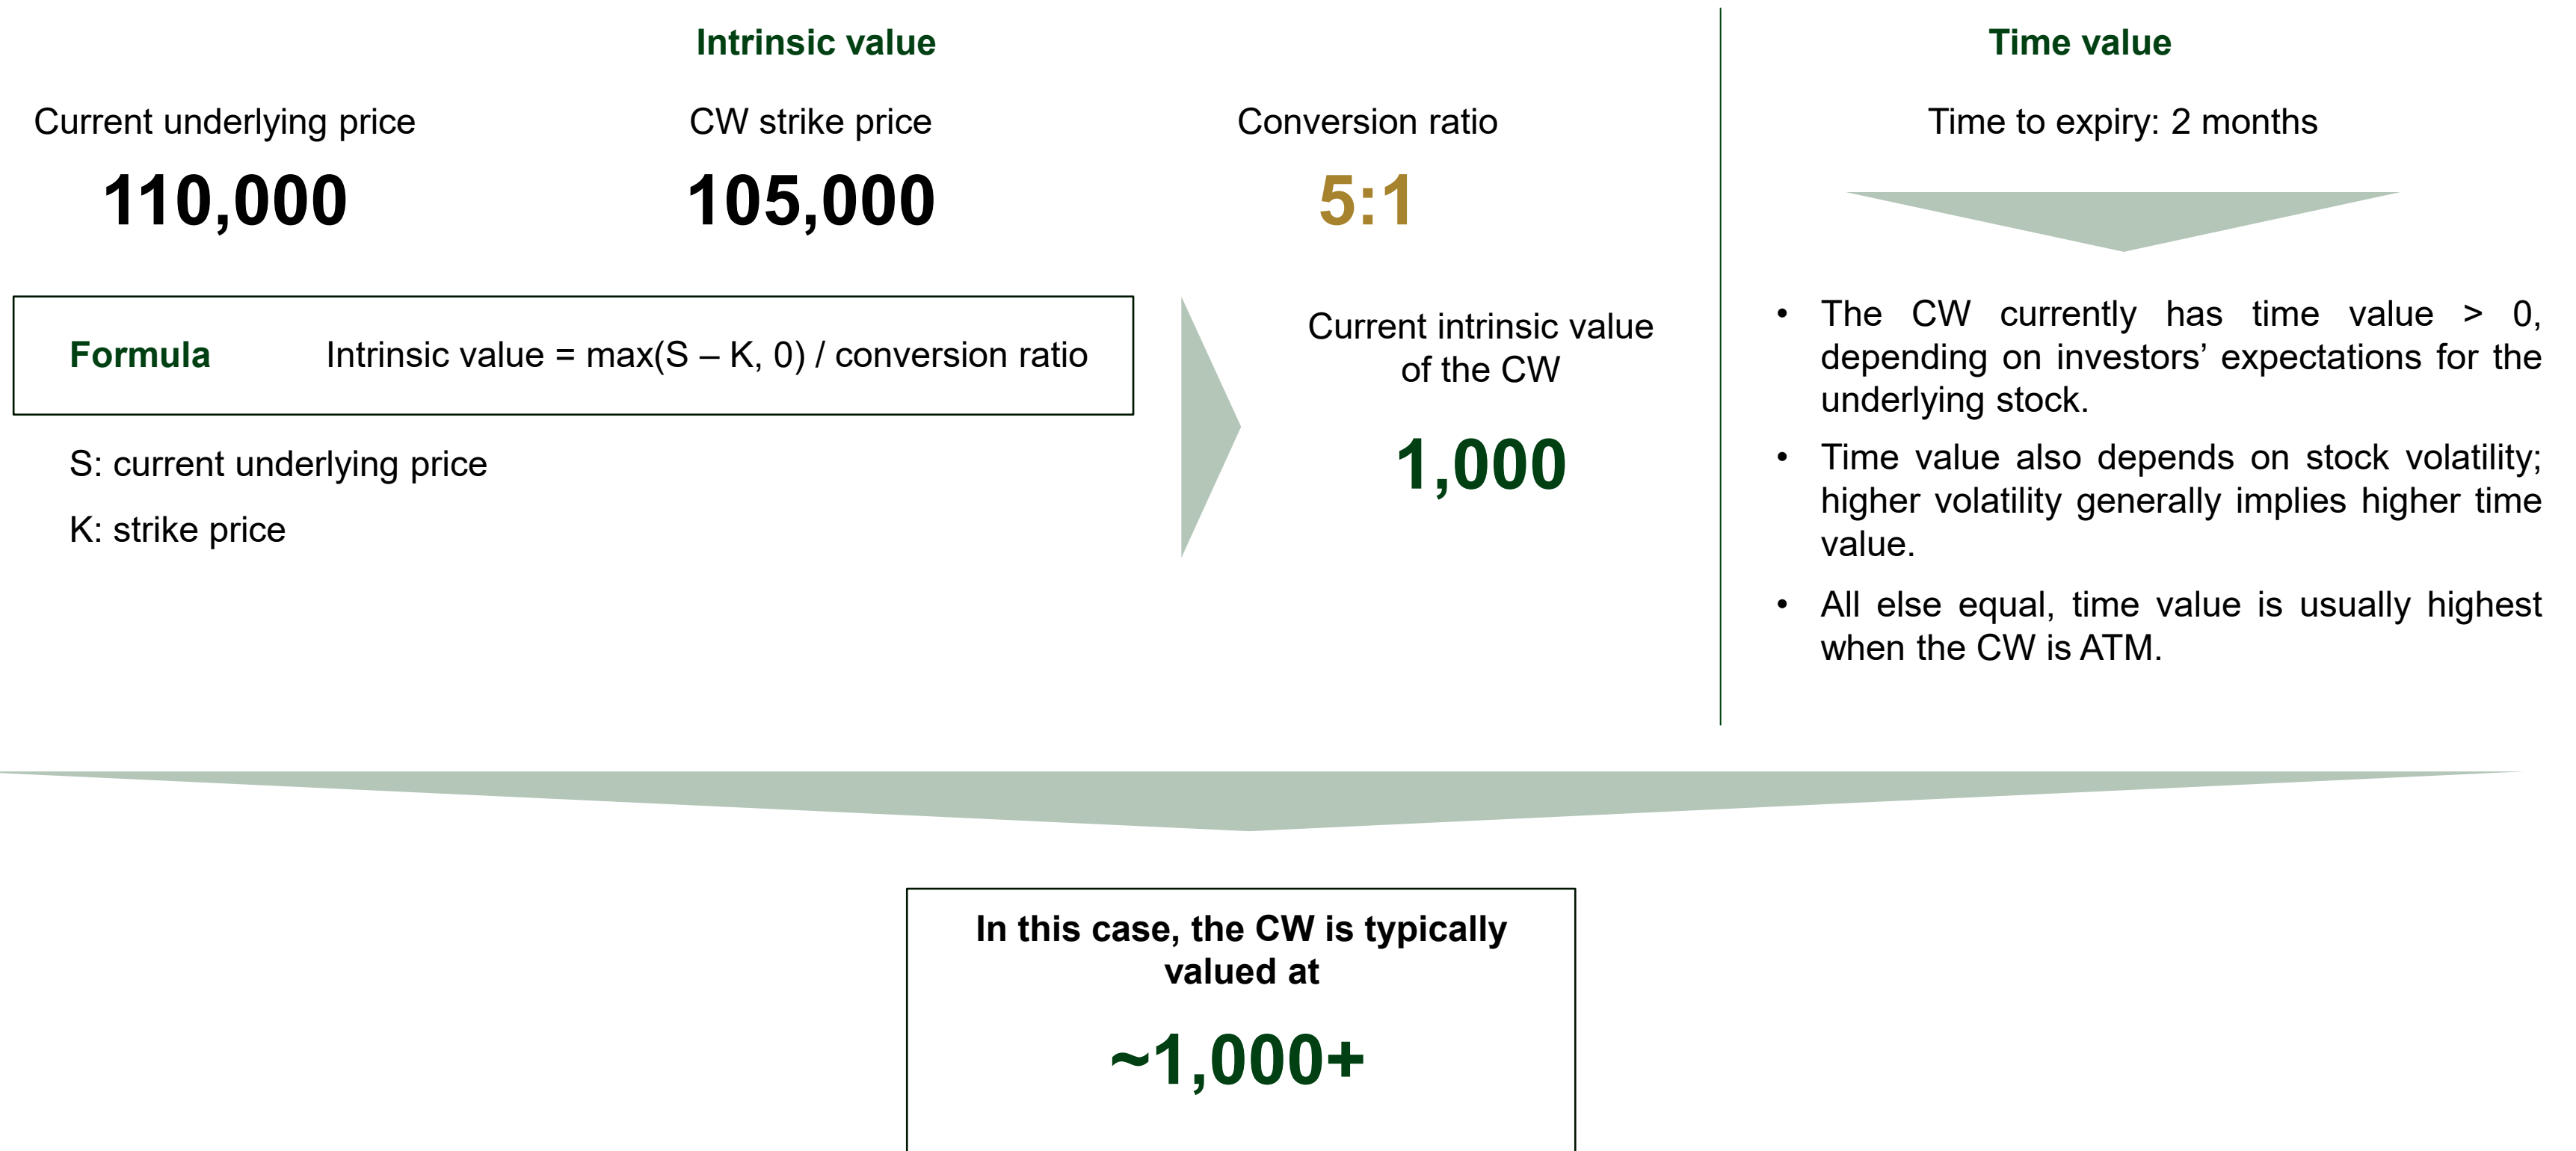 Intrinsic value
Current underlying price
110,000
CW strike price
105,000
Conversion ratio
5:1
Formula
Intrinsic value = max(S – K, 0) / conversion ratio
S: current underlying price
K: strike price
Current intrinsic value
of the CW
1,000
Time value
Time to expiry: 2 months
• The CW currently has time value > 0,
depending on investors’ expectations for the
underlying stock.
• Time value also depends on stock volatility;
higher volatility generally implies higher time
value.
• All else equal, time value is usually highest
when the CW is ATM.
In this case, the CW is typically
valued at
~1,000+